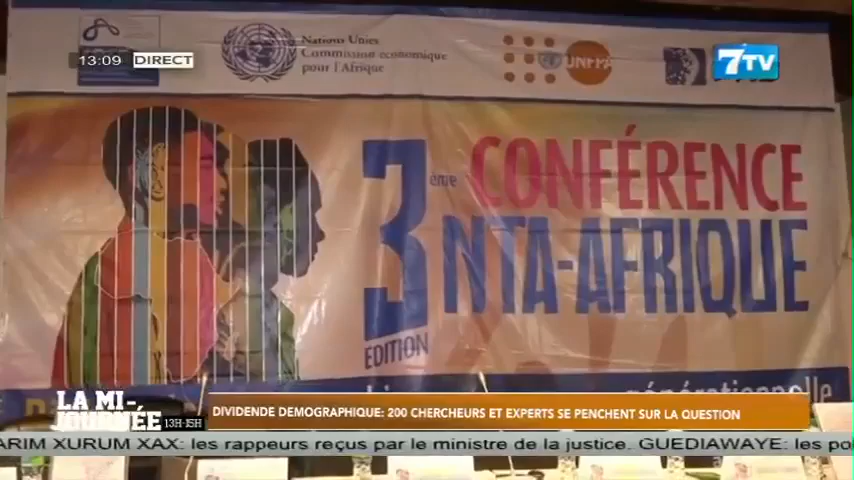 Nations Unies
Commission économique
pour l'Afrique
UNFPA
13:09 DIRECT
7TV
3ème CONFÉRENCE
NTA-AFRIQUE
EDITION
générationnelle
LA MI-
JOURNÉE 13H-15H
DIVIDENDE DEMOGRAPHIQUE: 200 CHERCHEURS ET EXPERTS SE PENCHENT SUR LA QUESTION
ARIM XURUM XAX: les rappeurs reçus par le ministre de la justice. GUEDIAWAYE: les pol